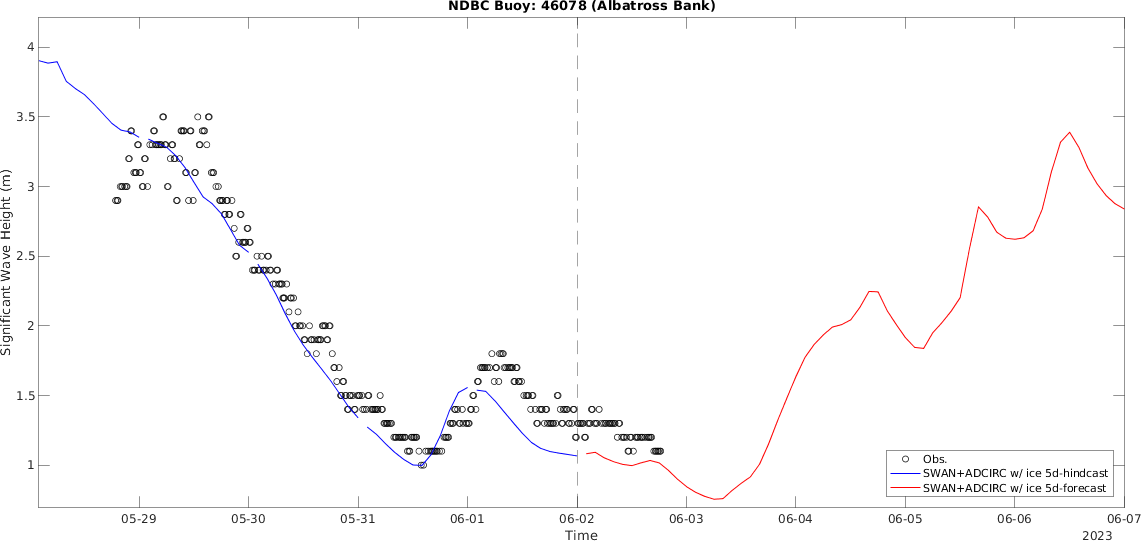 NDBC Buoy: 46078 (Albatross Bank)
Significant Wave Height (m)
4
3.5
3
2.5
2
1.5
1
Obs.
SWAN+ADCIRC w/ ice 5d-hindcast
SWAN+ADCIRC w/ ice 5d-forecast
05-29 05-30 05-31 06-01 06-02 06-03 06-04 06-05 06-06 06-07
Time
2023